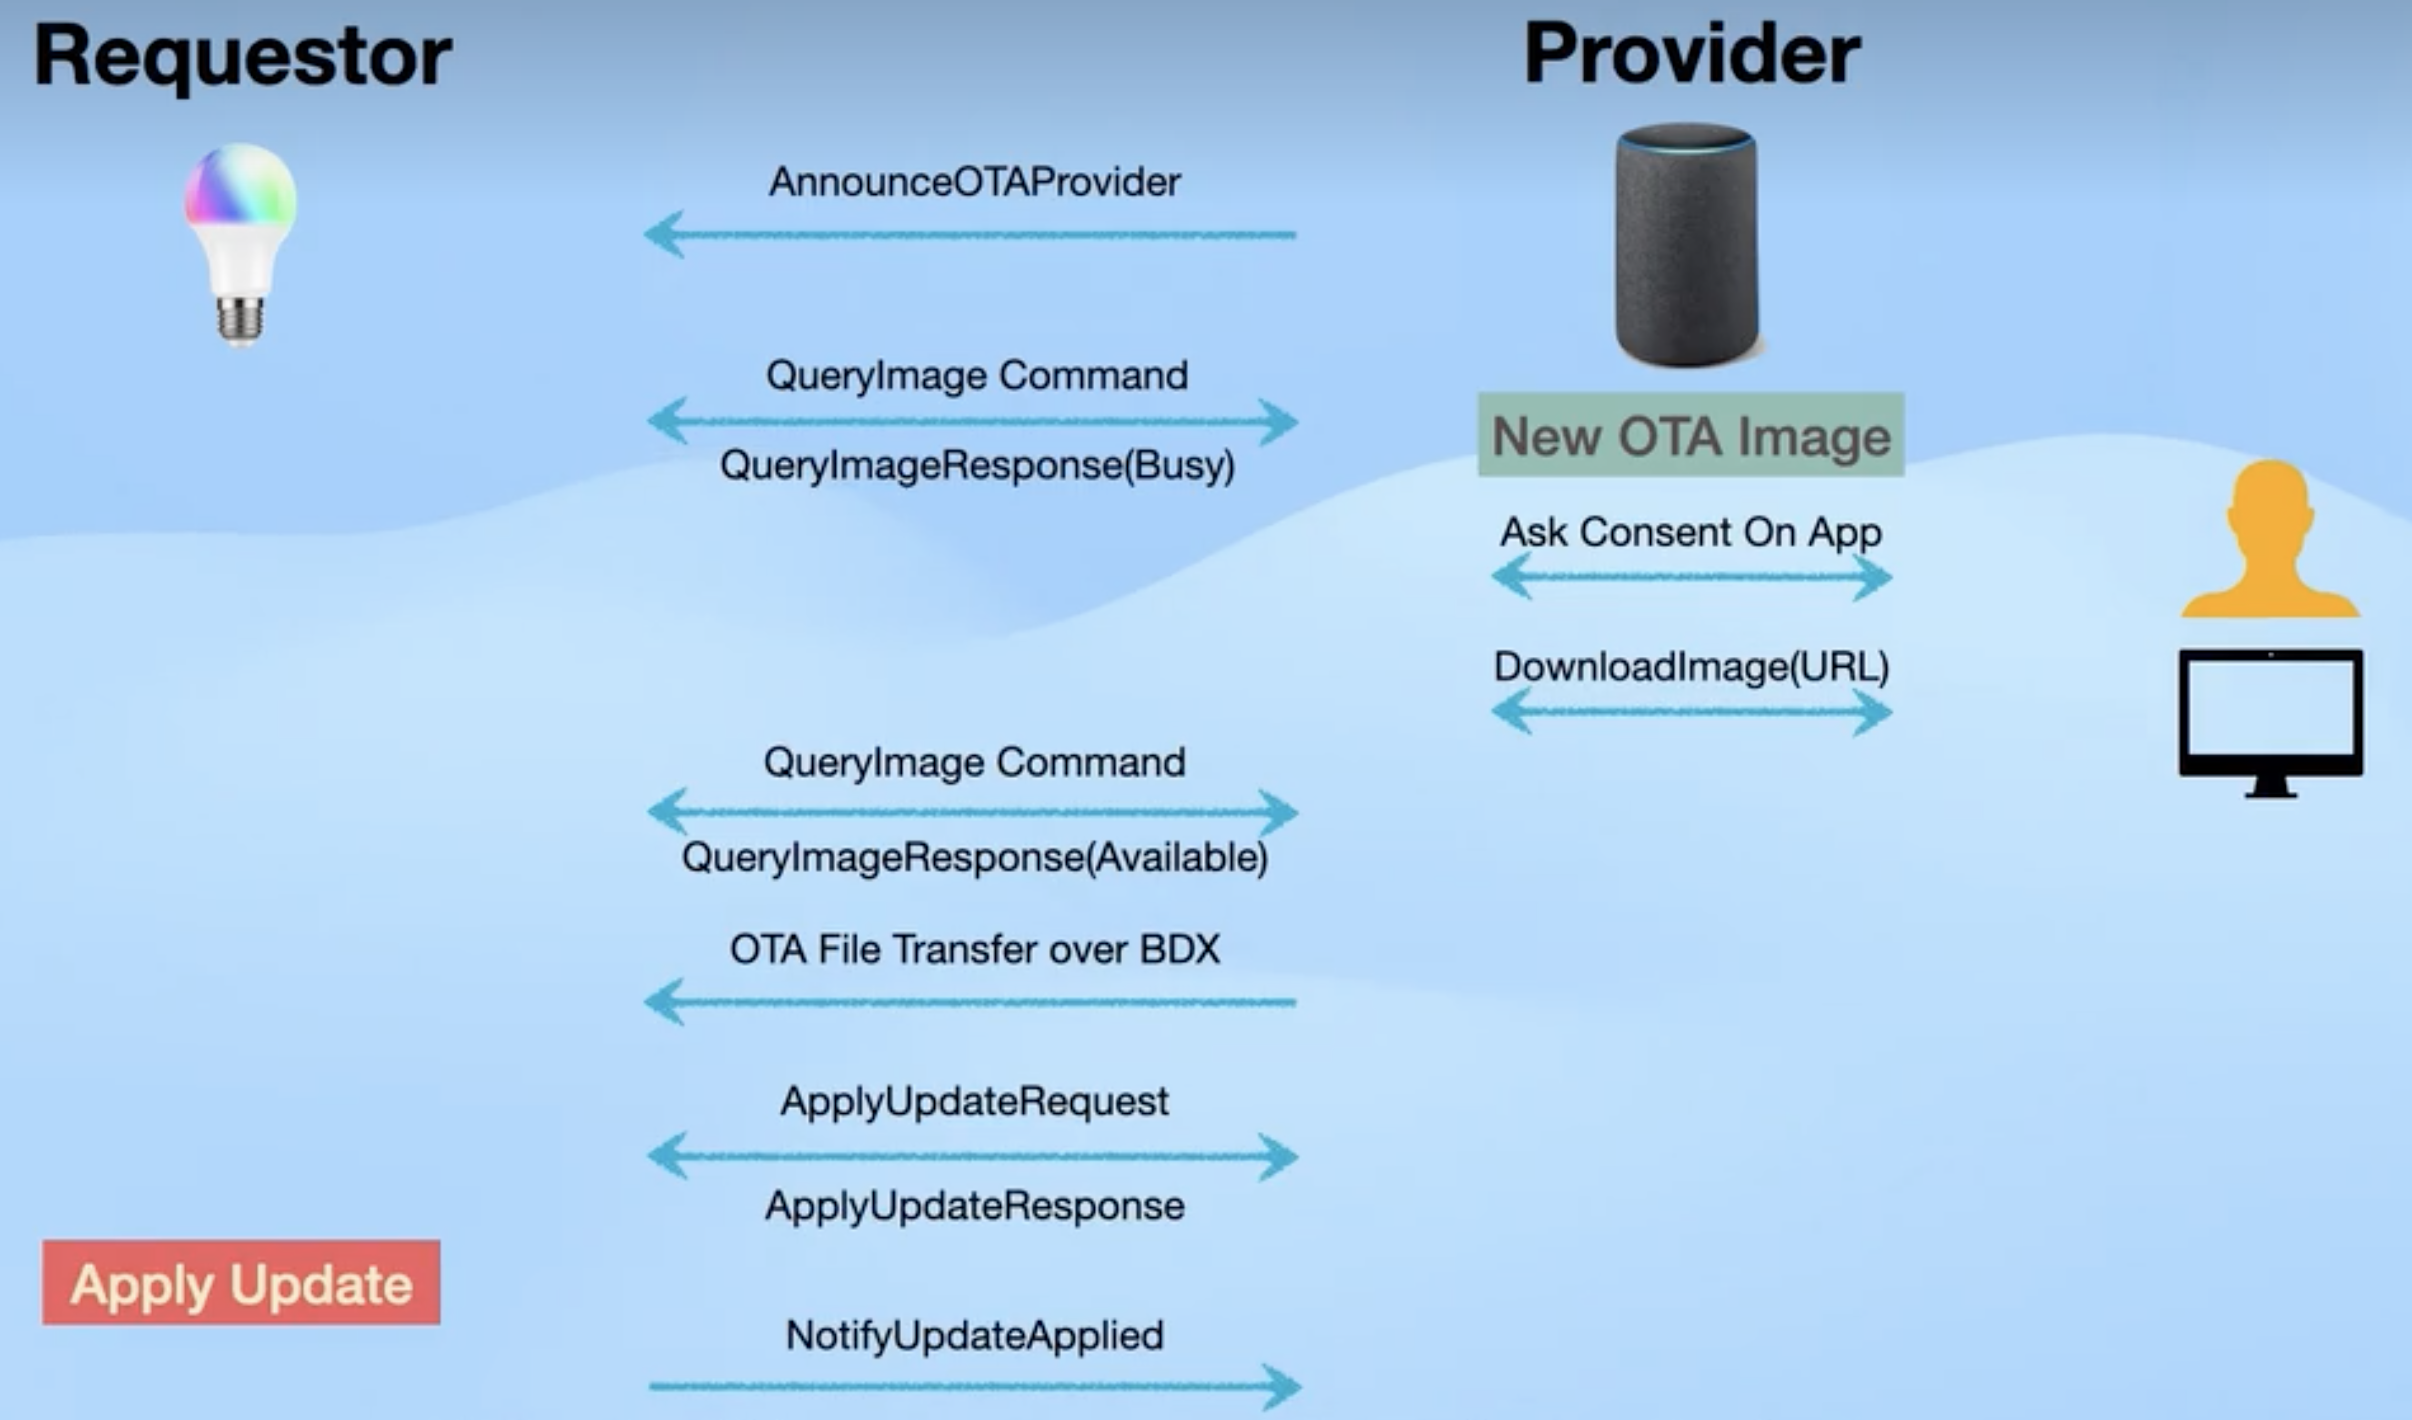 Requestor
Provider
AnnounceOTAProvider
QueryImage Command
QueryImageResponse(Busy)
New OTA Image
Ask Consent On App
DownloadImage(URL)
QueryImage Command
QueryImageResponse(Available)
OTA File Transfer over BDX
ApplyUpdateRequest
ApplyUpdateResponse
Apply Update
NotifyUpdateApplied